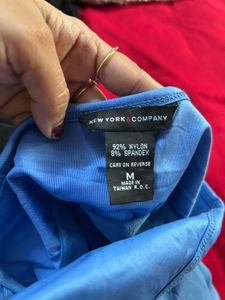 NEW YORK & COMPANY
92% NYLON
8% SPANDEX
CARE ON REVERSE
M
MADE IN
TAIWAN R.O.C.